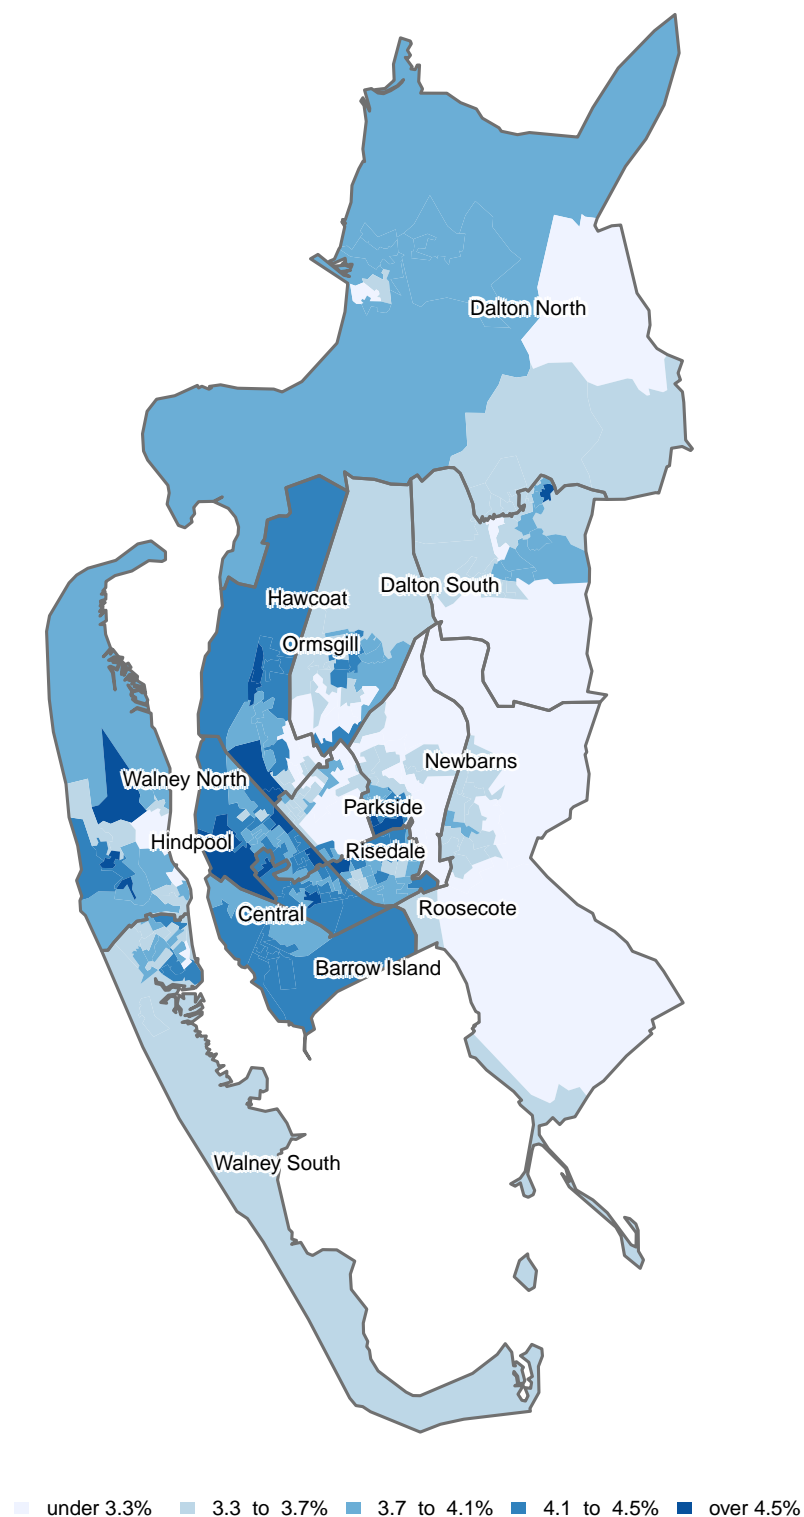 Dalton North
Dalton South
Hawcoat
Ormsgill
Newbarns
Walney North
Parkside
Hindpool
Risedale
Roosecote
Central
Barrow Island
Walney South
under 3.3% 3.3 to 3.7% 3.7 to 4.1% 4.1 to 4.5% over 4.5%